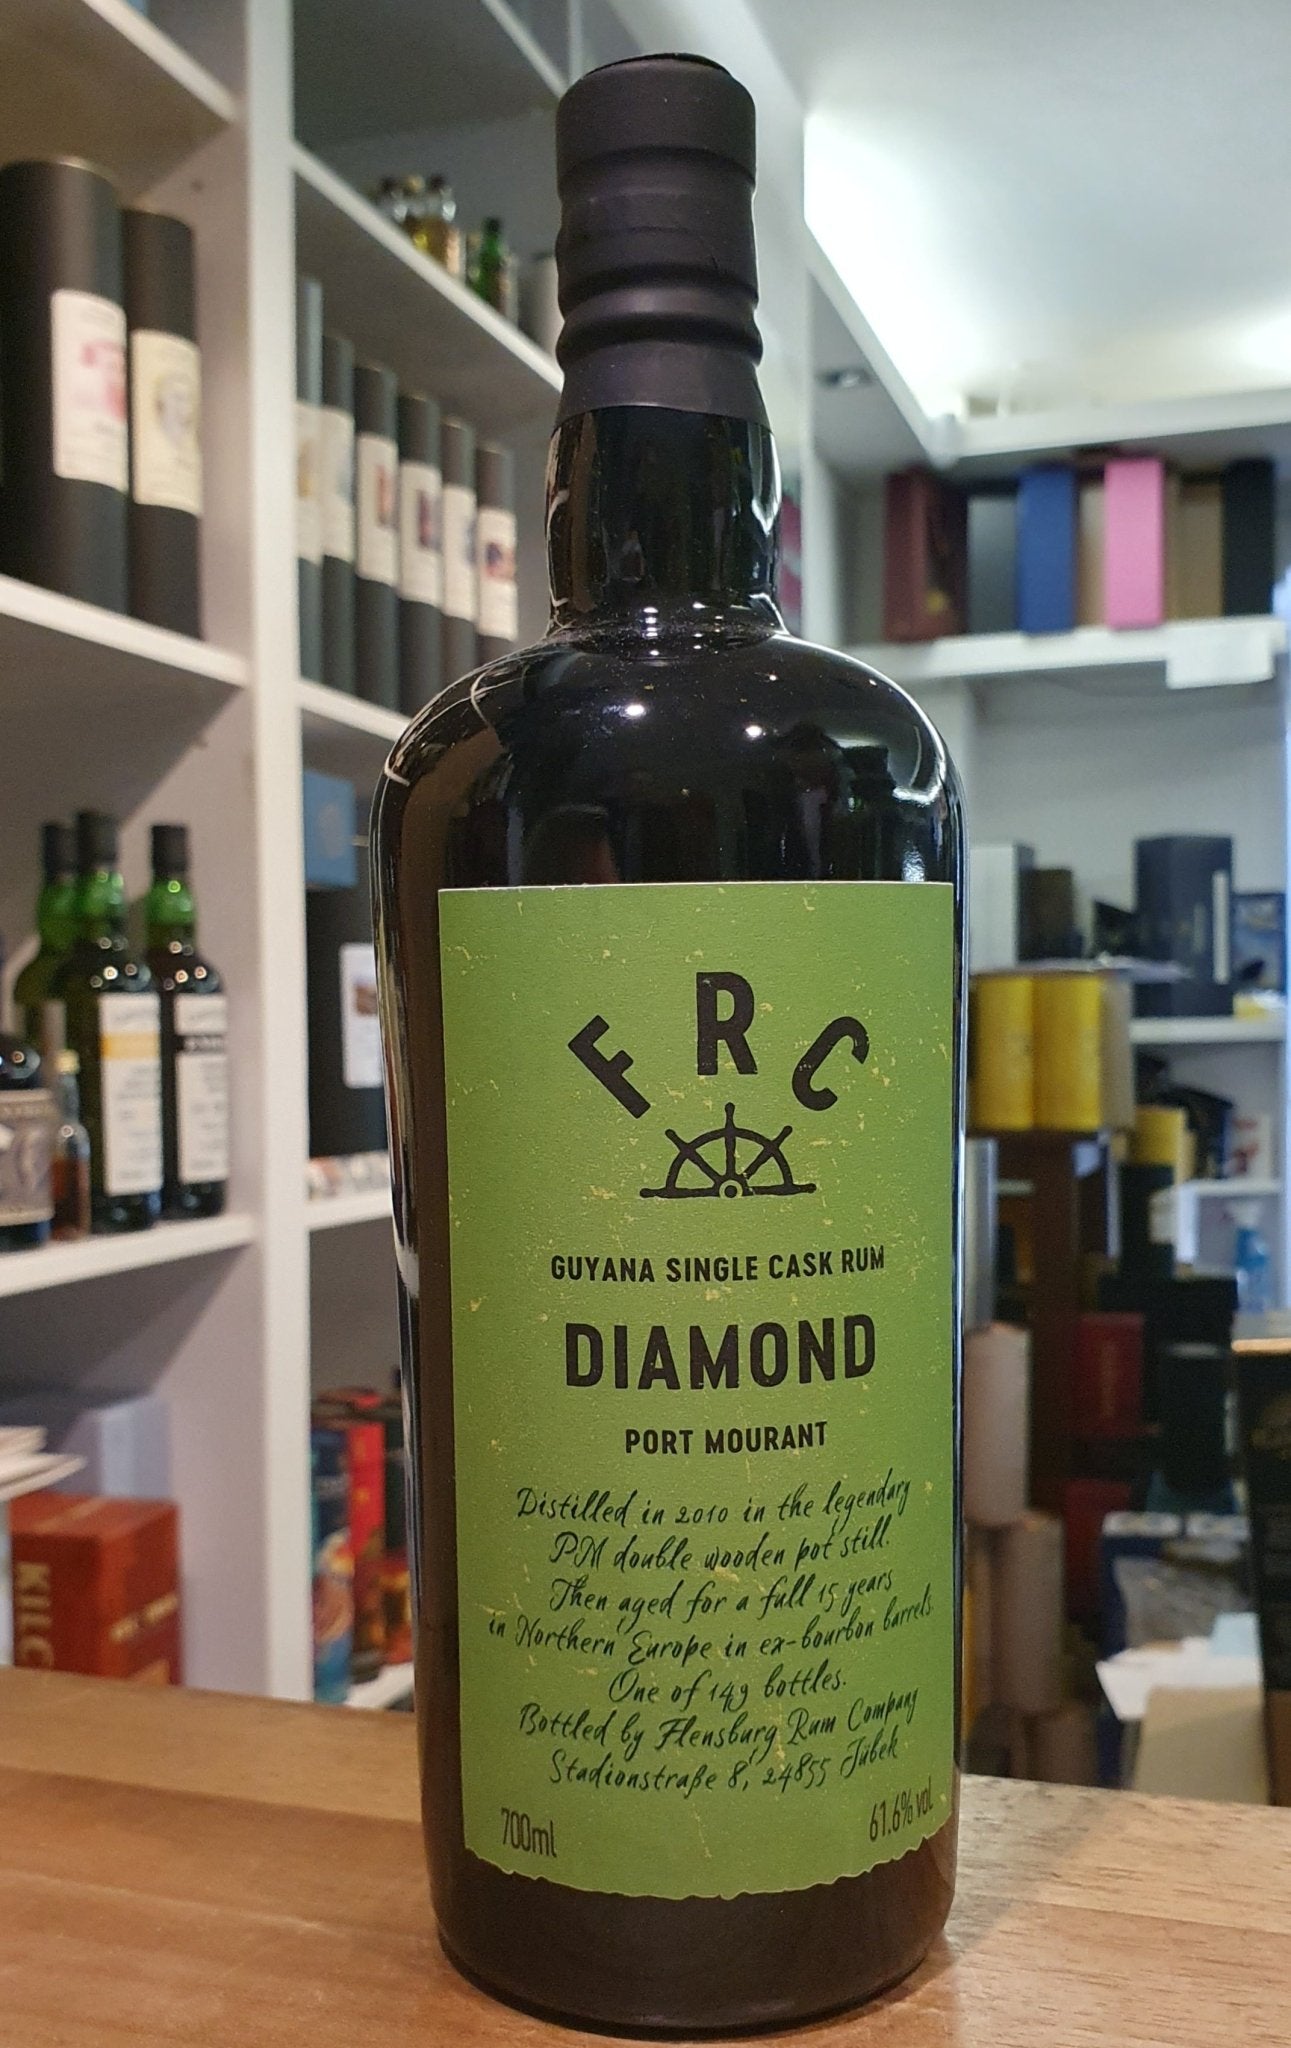 FRC
GUYANA SINGLE CASK RUM
DIAMOND
PORT MOURANT
Distilled in 2010 in the legendary
PM double wooden pot still.
Then aged for a full 15 years
in Northern Europe in ex-bourbon barrels.
One of 149 bottles.
Bottled by Flensburg Rum Company
Stadionstraße 8, 24855 Jübek
700ml
61.6% vol
KILC